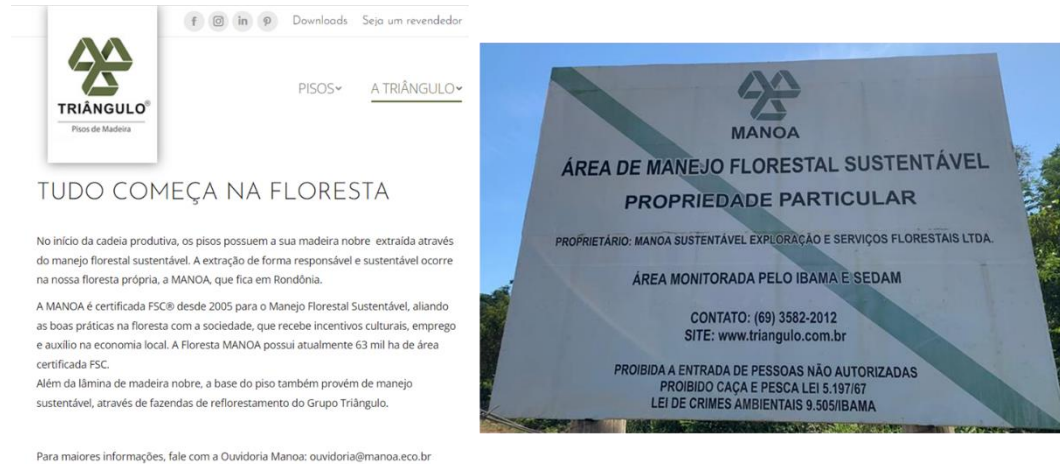 Downloads Seja um revendedor
TRIÂNGULO®
Pisos de Madeira
PISOS A TRIÂNGULO
TUDO COMEÇA NA FLORESTA
No início da cadeia produtiva, os pisos possuem a sua madeira nobre extraída através
do manejo florestal sustentável. A extração de forma responsável e sustentável ocorre
na nossa floresta própria, a MANOA, que fica em Rondônia.
A MANOA é certificada FSC® desde 2005 para o Manejo Florestal Sustentável, aliando
as boas práticas na floresta com a sociedade, que recebe incentivos culturais, emprego
e auxílio na economia local. A Floresta MANOA possui atualmente 63 mil ha de área
certificada FSC.
Além da lâmina de madeira nobre, a base do piso também provém de manejo
sustentável, através de fazendas de reflorestamento do Grupo Triângulo.
Para maiores informações, fale com a Ouvidoria Manoa: ouvidoria@manoa.eco.br
MANOA
ÁREA DE MANEJO FLORESTAL SUSTENTÁVEL
PROPRIEDADE PARTICULAR
PROPRIETÁRIO: MANOA SUSTENTÁVEL EXPLORAÇÃO E SERVIÇOS FLORESTAIS LTDA.
ÁREA MONITORADA PELO IBAMA E SEDAM
CONTATO: (69) 3582-2012
SITE: www.triangulo.com.br
PROIBIDA A ENTRADA DE PESSOAS NÃO AUTORIZADAS
PROIBIDO CAÇA E PESCA LEI 5.197/67
LEI DE CRIMES AMBIENTAIS 9.505/IBAMA